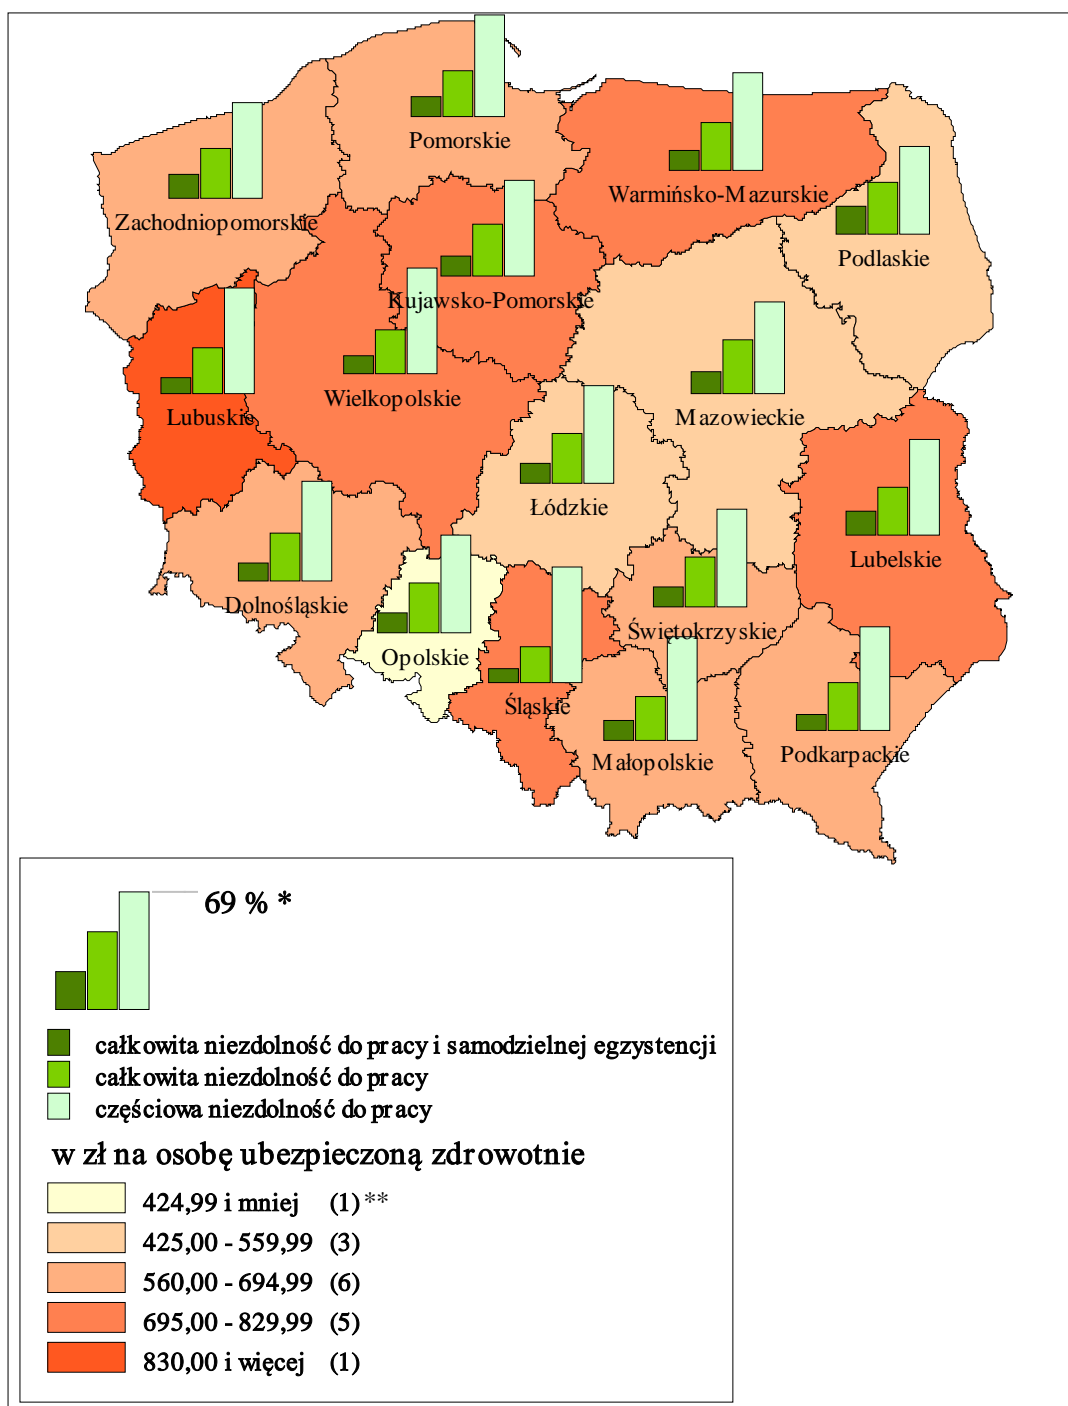 Pomorskie
Warmińsko-Mazurskie
Zachodniopomorskie
Podlaskie
Kujawsko-Pomorskie
Wielkopolskie
Mazowieckie
Lubuskie
Łódzkie
Lubelskie
Dolnośląskie
Świętokrzyskie
Opolskie
Śląskie
Małopolskie
Podkarpackie
69 % *
całkowita niezdolność do pracy i samodzielnej egzystencji
całkowita niezdolność do pracy
częściowa niezdolność do pracy
w zł na osobę ubezpieczoną zdrowotnie
424,99 i mniej (1) **
425,00 - 559,99 (3)
560,00 - 694,99 (6)
695,00 - 829,99 (5)
830,00 i więcej (1)